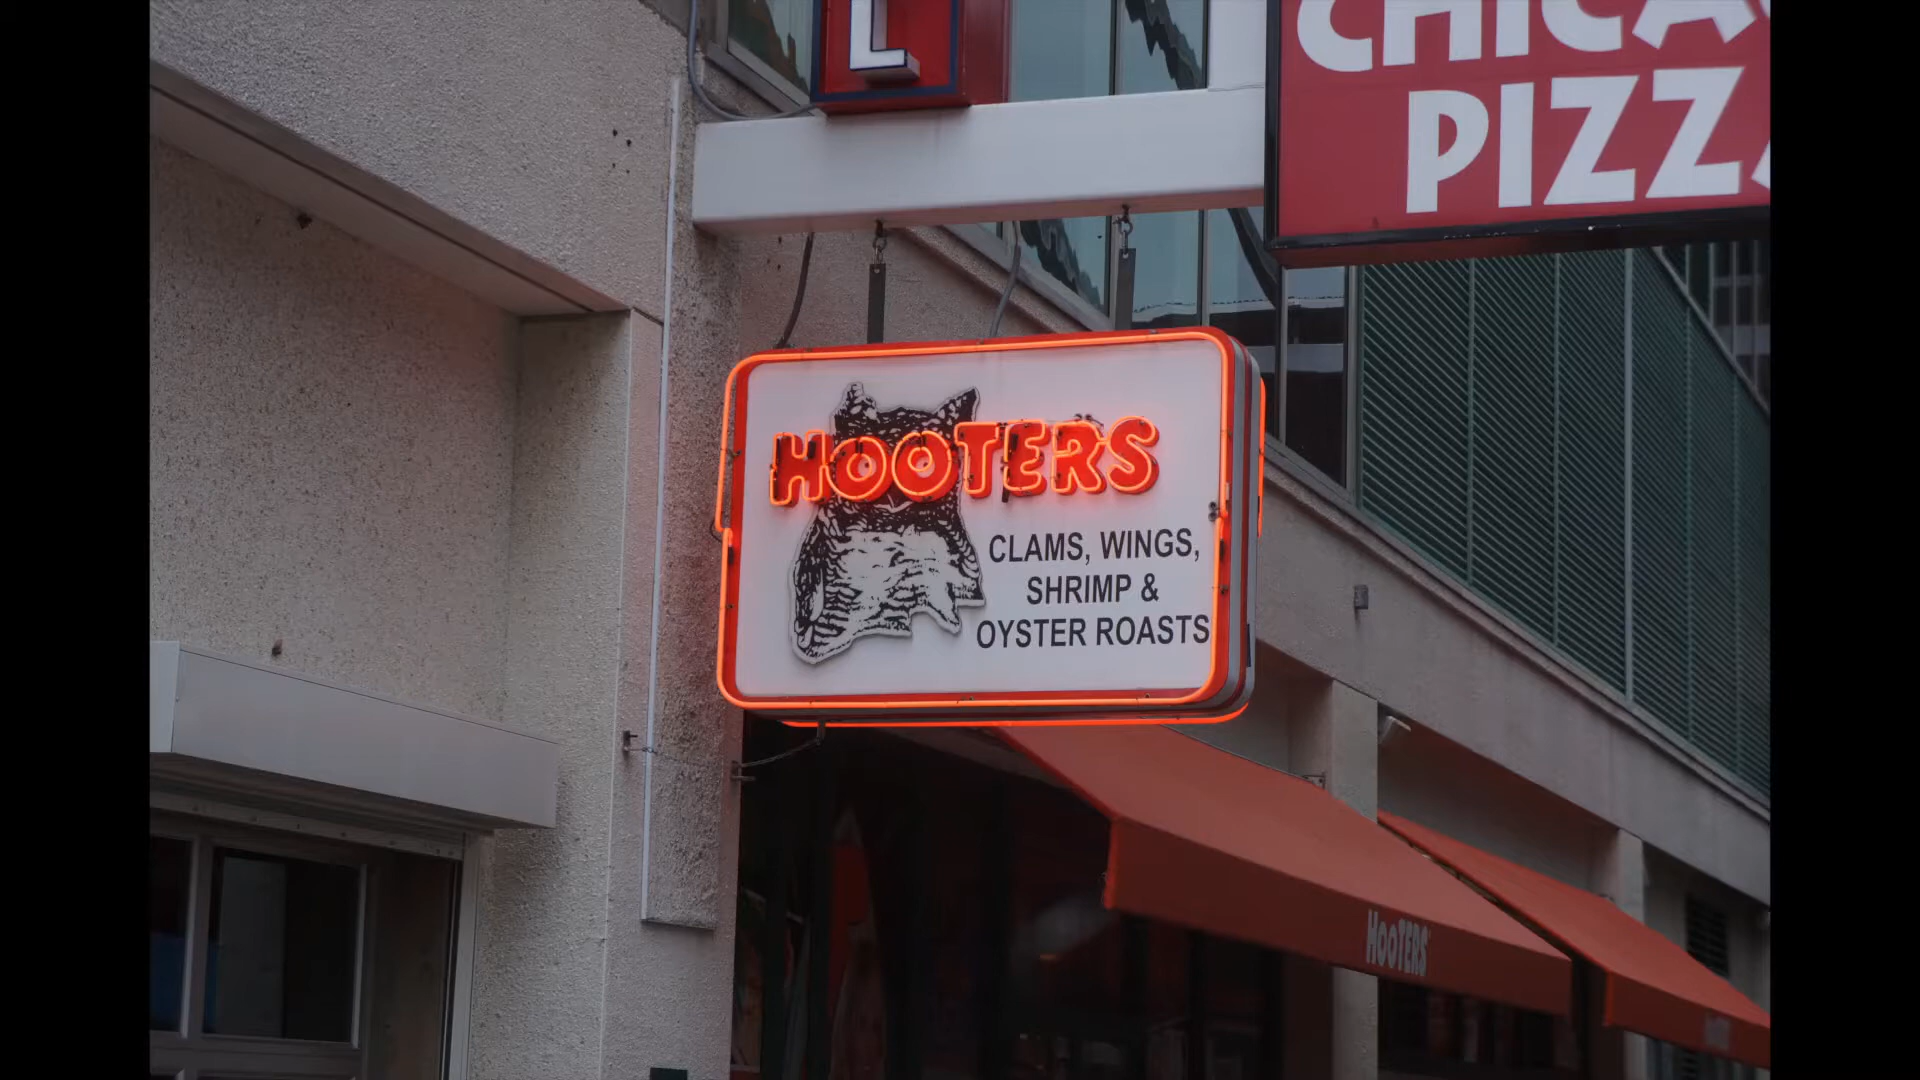 L
CHICA
PIZZ
HOOTERS
CLAMS, WINGS,
SHRIMP &
OYSTER ROASTS
HOOTERS